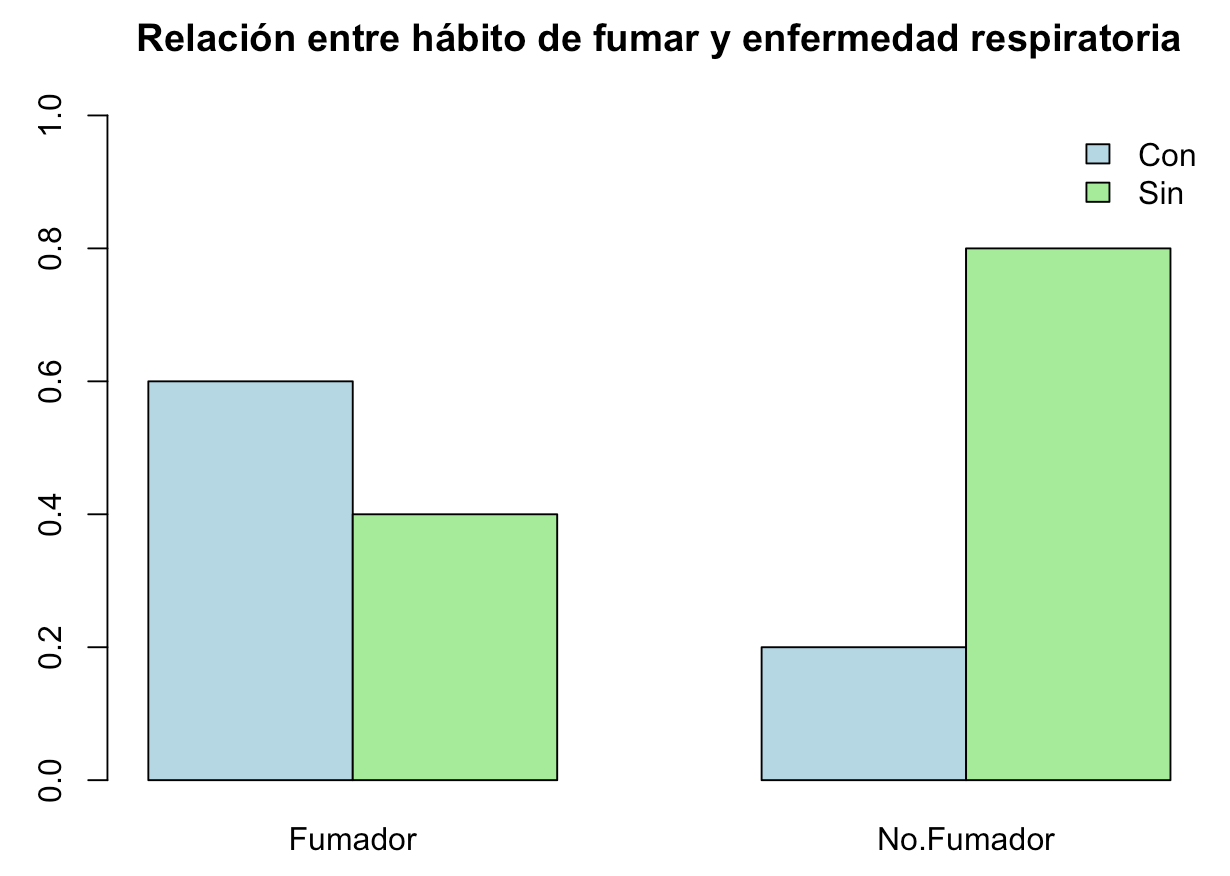 Relación entre hábito de fumar y enfermedad respiratoria
1.0
Con
Sin
0.8
0.6
0.4
0.2
0.0
Fumador
No.Fumador